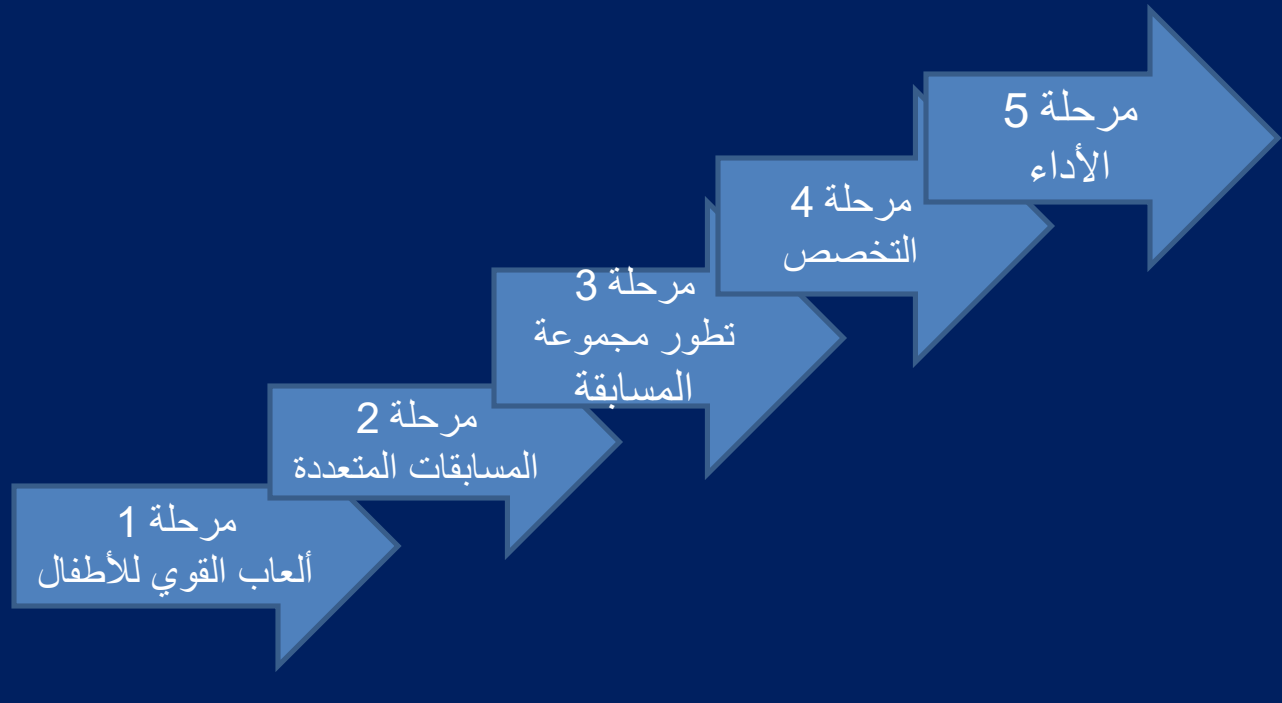 مرحلة 1
ألعاب القوي للأطفال
مرحلة 2
المسابقات المتعددة
مرحلة 3
تطور مجموعة
المسابقة
مرحلة 4
التخصص
مرحلة 5
الأداء